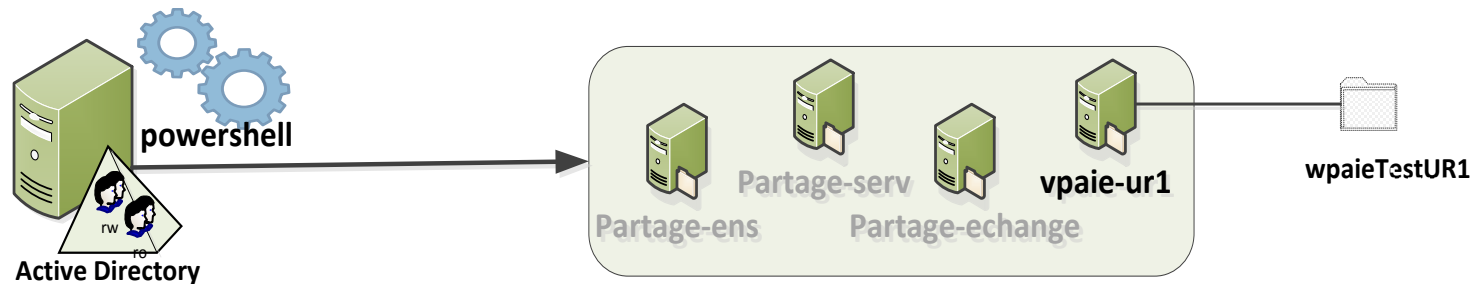 powershell
rw
ro
Active Directory
Partage-ens
Partage-serv
Partage-echange
vpaie-ur1
wpaieTestUR1